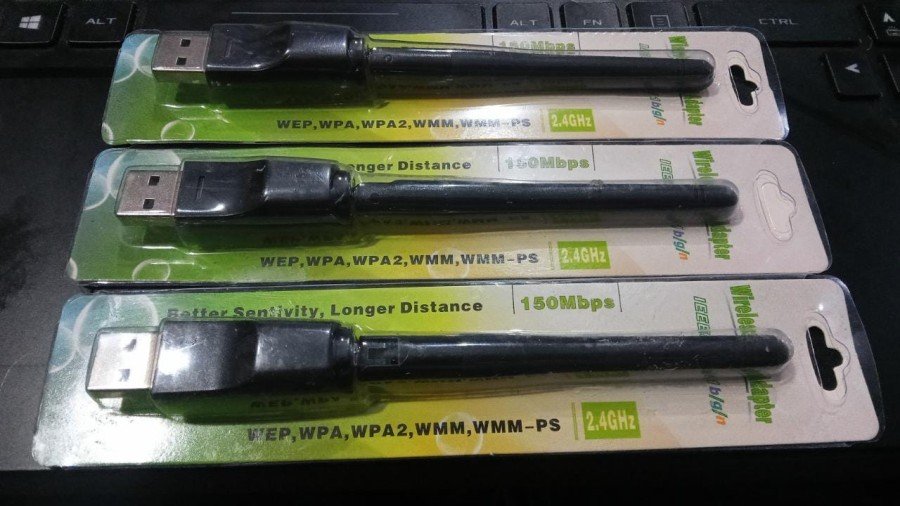 ALT
ALT
FN
CTRL
150Mbps
Wireless
Adapter
b/g/n
WEP,WPA,WPA2,WMM,WMM-PS
2.4GHz
Longer Distance
150Mbps
b/g/n
WEP,WPA,WPA2,WMM,WMM-PS
2.4GHz
Better Sentivity, Longer Distance
150Mbps
Wireless
Adapter
b/g/n
WEP,WPA,WPA2,WMM,WMM-PS
2.4GHz